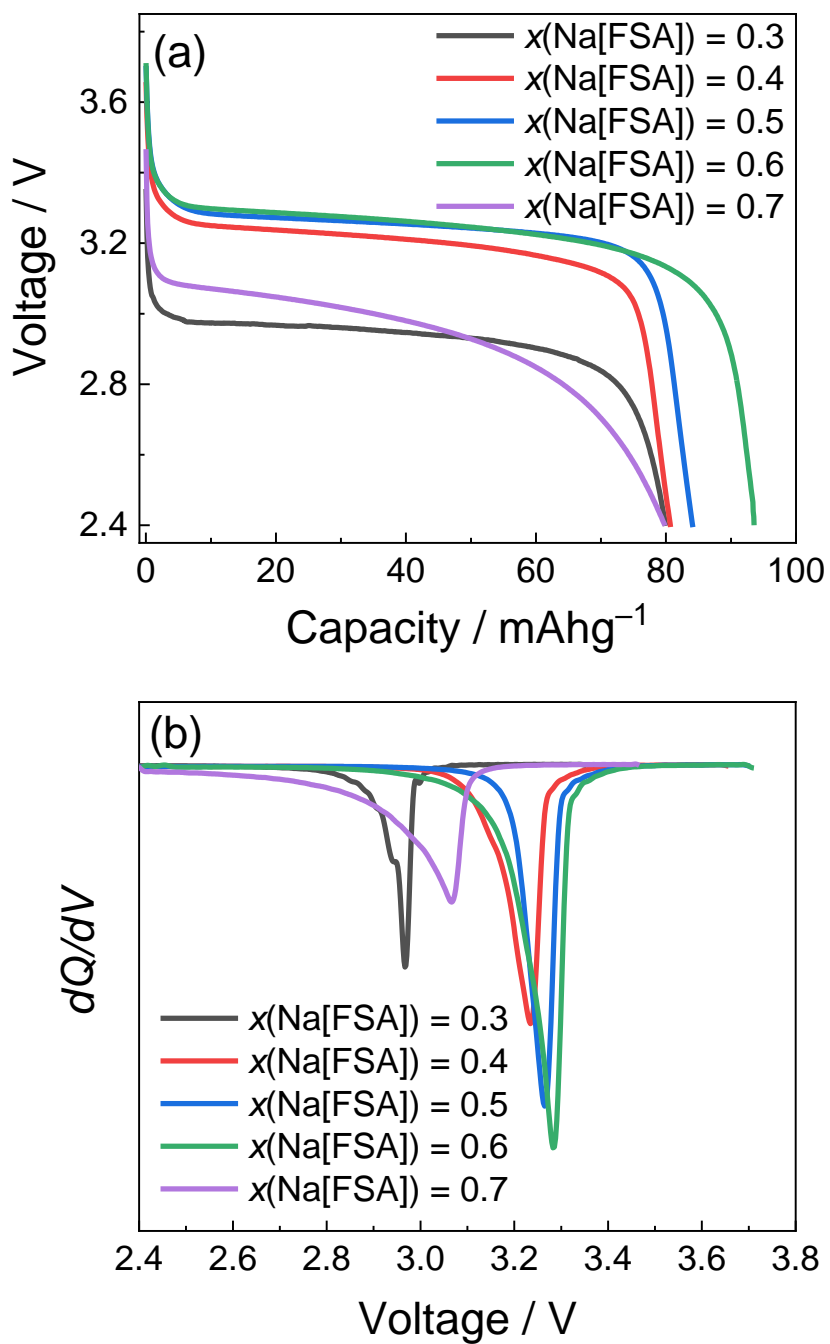 (a)
x(Na[FSA]) = 0.3
x(Na[FSA]) = 0.4
x(Na[FSA]) = 0.5
x(Na[FSA]) = 0.6
x(Na[FSA]) = 0.7
Voltage / V
3.6
3.2
2.8
2.4
0 20 40 60 80 100
Capacity / mAhg⁻¹
(b)
dQ/dV
x(Na[FSA]) = 0.3
x(Na[FSA]) = 0.4
x(Na[FSA]) = 0.5
x(Na[FSA]) = 0.6
x(Na[FSA]) = 0.7
2.4 2.6 2.8 3.0 3.2 3.4 3.6 3.8
Voltage / V